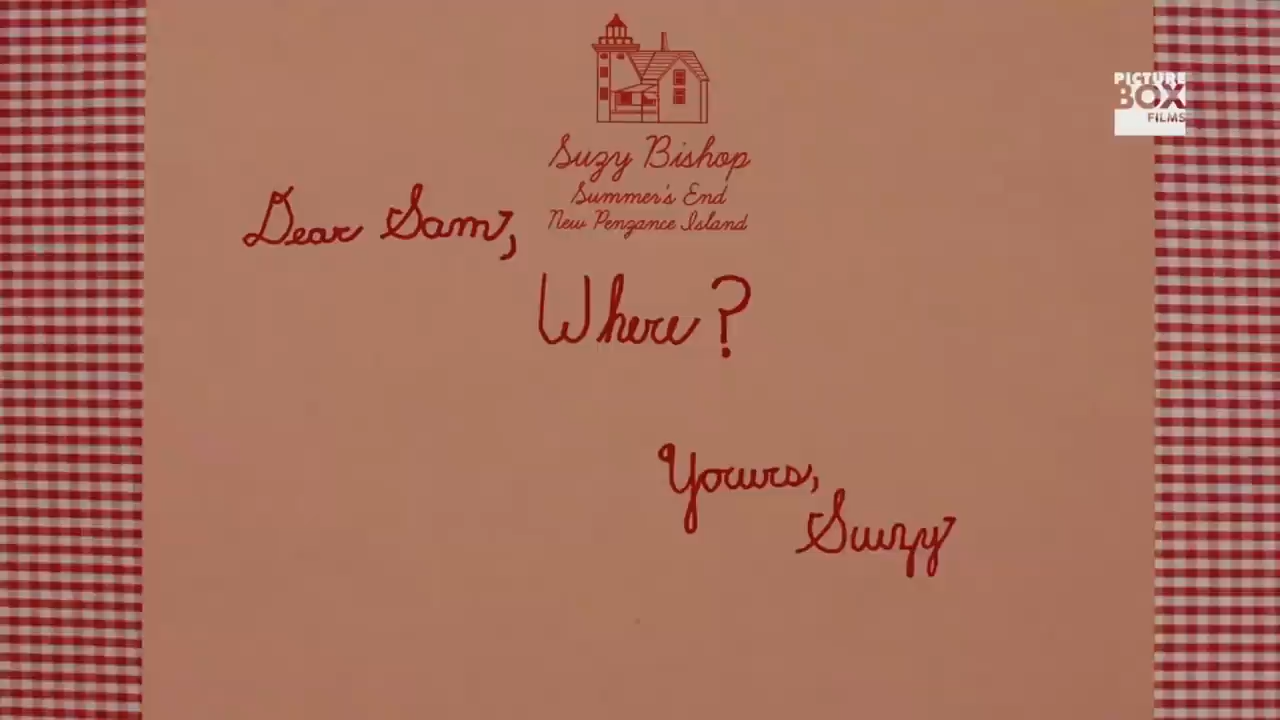 Suzy Bishop
Summer's End
New Penzance Island
Dear Sam,
Where?
Yours,
Suzy
PICTURE
BOX
FILMS